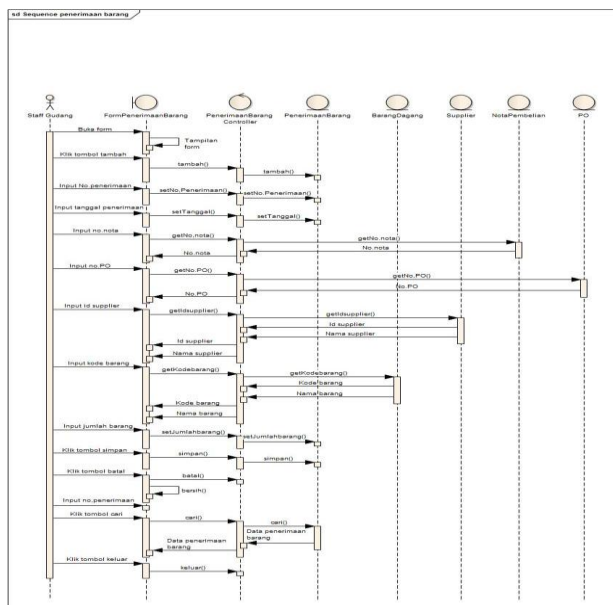 sd Sequence penerimaan barang
Staff Gudang
FormPenerimaanBarang
PenerimaanBarang Controller
PenerimaanBarang
BarangDagang
Supplier
NotaPembelian
PO
Buka form
Tampilan form
Klik tombol tambah
tambah()
tambah()
Input No.penerimaan
setNo.Penerimaan()
setNo.Penerimaan()
Input tanggal penerimaan
setTanggal()
setTanggal()
Input no.nota
getNo.nota()
getNo.nota()
No.nota
No.nota
Input no.PO
getNo.PO()
getNo.PO()
No.PO
No.PO
Input id supplier
getIdsupplier()
getIdsupplier()
Id supplier
Nama supplier
Id supplier
Nama supplier
Input kode barang
getKodebarang()
getKodebarang()
Kode barang
Nama barang
Kode barang
Nama barang
Input jumlah barang
setJumlahbarang()
setJumlahbarang()
Klik tombol simpan
simpan()
simpan()
Klik tombol batal
batal()
bersih()
Input no.penerimaan
Klik tombol cari
cari()
cari()
Data penerimaan
barang
Data penerimaan
barang
Klik tombol keluar
keluar()